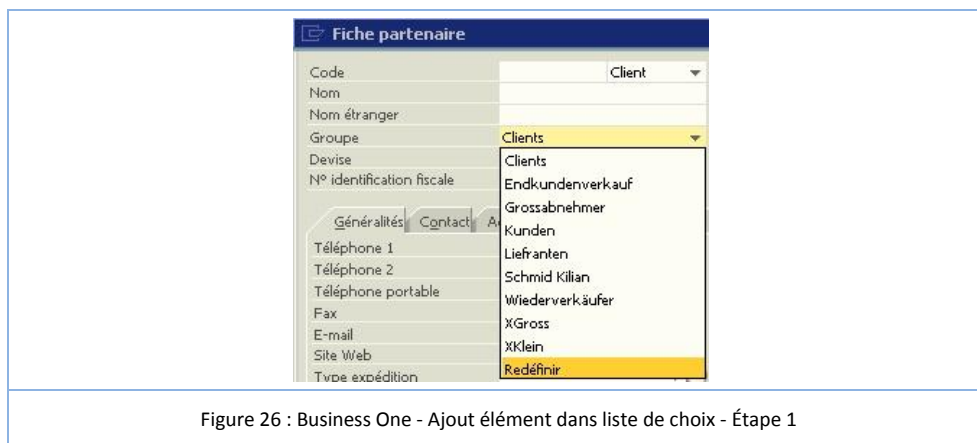 Fiche partenaire
Code Client
Nom
Nom étranger
Groupe Clients
Devise Clients
Nº identification fiscale Endkundenverkauf
Grossabnehmer
Généralités Contact A
Kunden
Téléphone 1 Liefranten
Téléphone 2 Schmid Kilian
Téléphone portable Wiederverkäufer
Fax XGross
E-mail XKlein
Site Web Redéfinir
Type expédition
Figure 26 : Business One - Ajout élément dans liste de choix - Étape 1